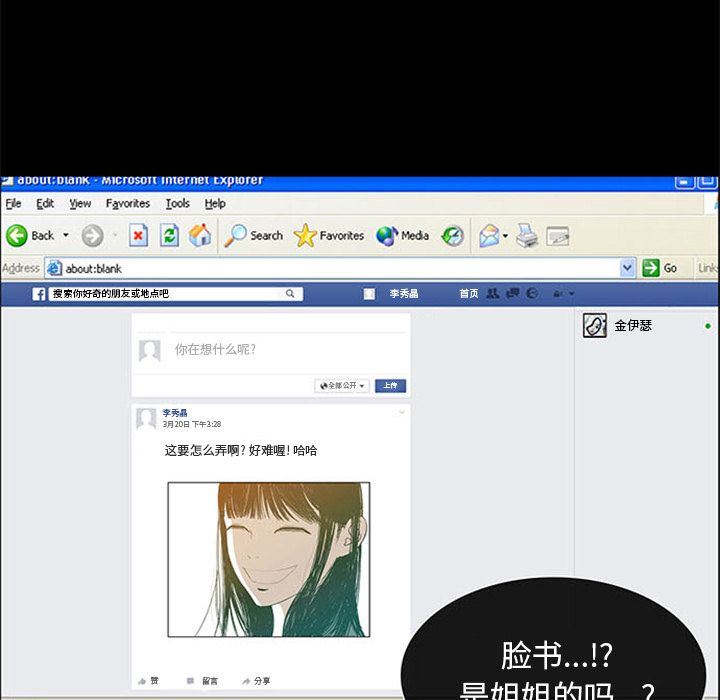 about:blank - Microsoft Internet Explorer
File Edit View Favorites Tools Help
Back Search Favorites Media
Address about:blank Go Links
f 搜索你好奇的朋友或地点吧 李秀晶 首页
金伊瑟
你在想什么呢?
全部公开 上传
李秀晶
3月20日 下午3:28
这要怎么弄啊? 好难喔! 哈哈
赞 留言 分享
脸书...!?
是姐姐的吗...?